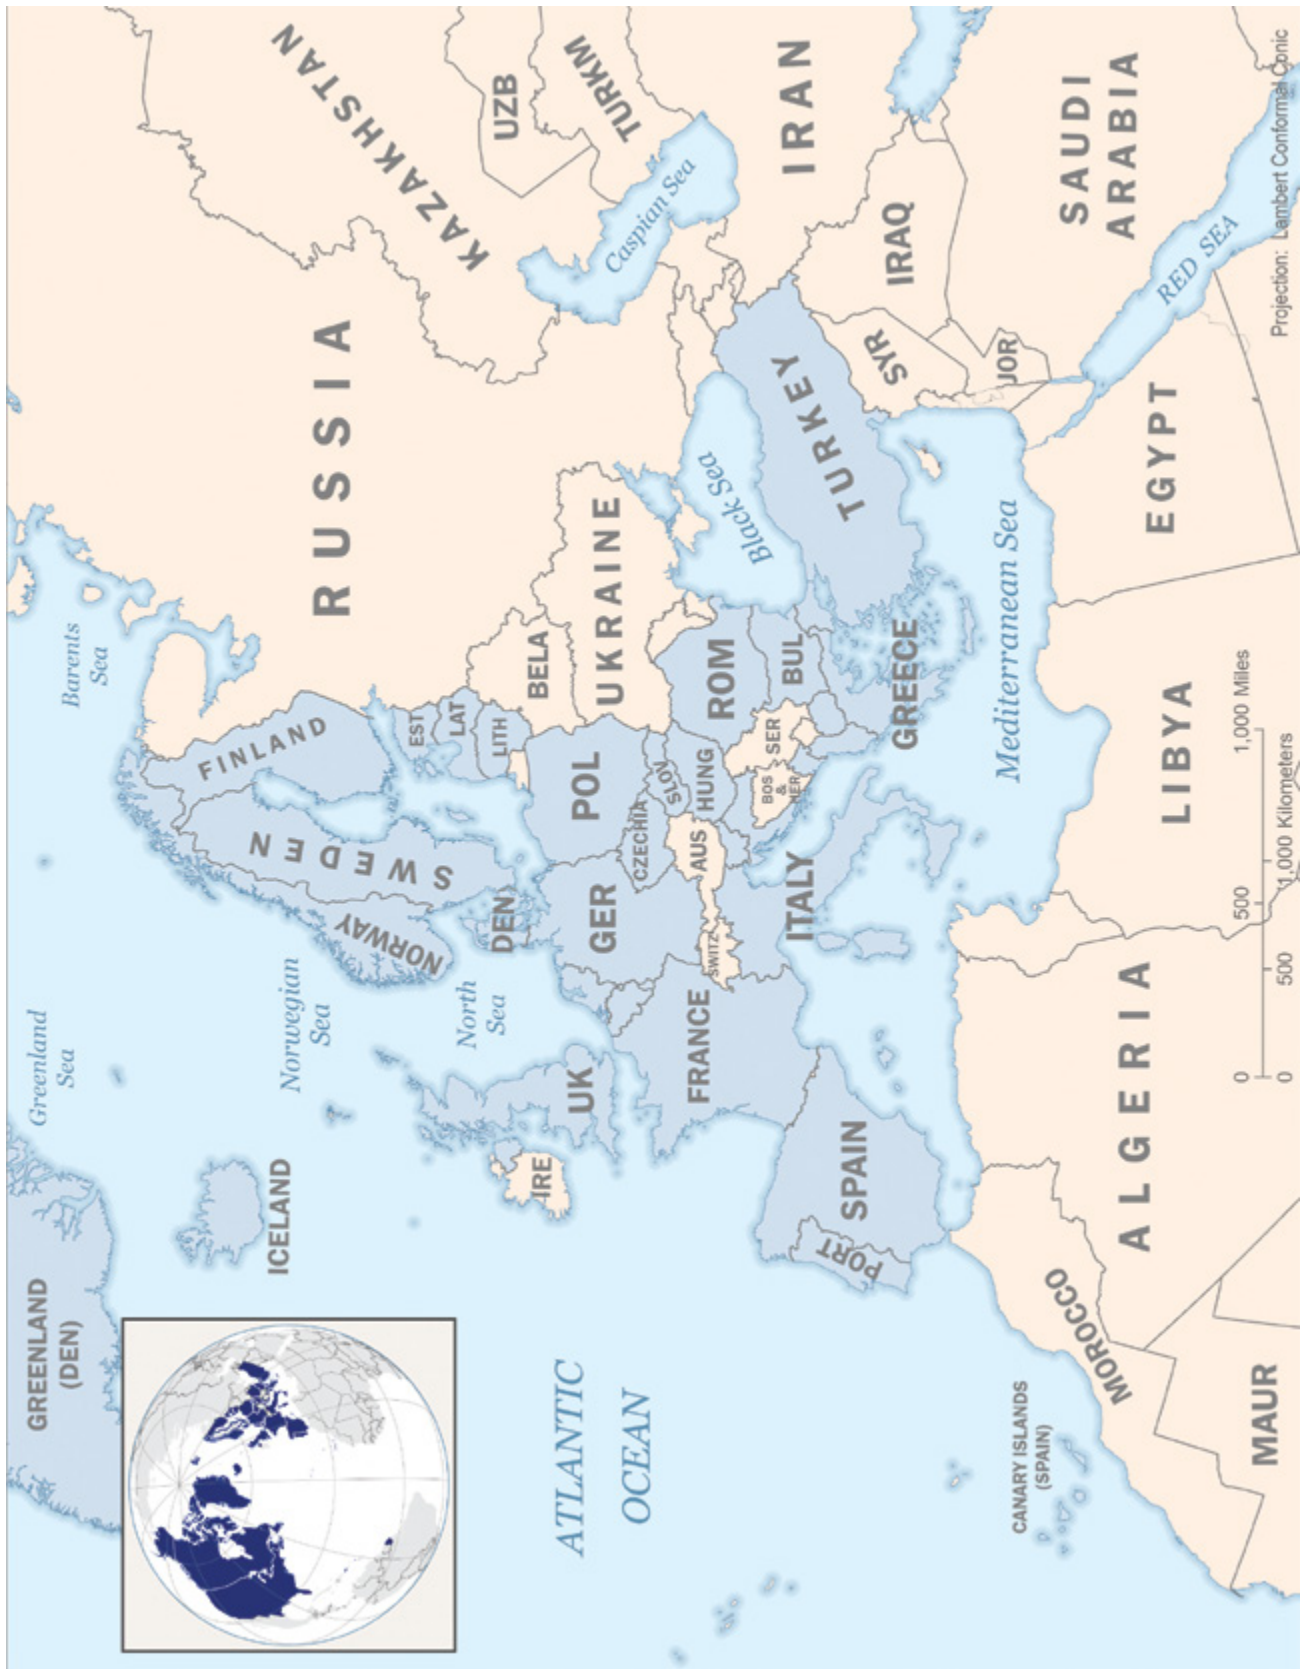 GREENLAND
(DEN)
Greenland
Sea
Barents
Sea
ICELAND
Norwegian
Sea
NORWAY
SWEDEN
FINLAND
RUSSIA
KAZAKHSTAN
UZB
TURKM
Caspian Sea
North
Sea
DEN
EST
LAT
LITH
BELA
UKRAINE
IRE
UK
GER
POL
CZECHIA
SLOV
ATLANTIC
OCEAN
FRANCE
SWITZ
AUS
HUNG
ROM
Black Sea
BOS
&
HER
SER
BUL
PORT
SPAIN
ITALY
GREECE
TURKEY
SYR
IRAQ
IRAN
JOR
Mediterranean Sea
CANARY ISLANDS
(SPAIN)
MOROCCO
ALGERIA
LIBYA
EGYPT
RED SEA
SAUDI
ARABIA
MAUR
0 500 1,000 Miles
0 500 1,000 Kilometers
Projection: Lambert Conformal Conic